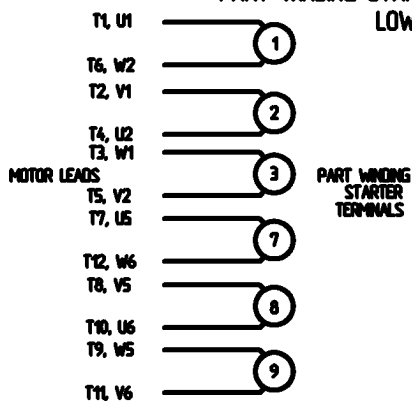 LOW
T1, U1
1
T6, W2
T2, V1
2
T4, U2
T3, W1
MOTOR LEADS
3
PART WINDING
STARTER
TERMINALS
T5, V2
T7, U5
7
T12, W6
T8, V5
8
T10, U6
T9, W5
9
T11, V6